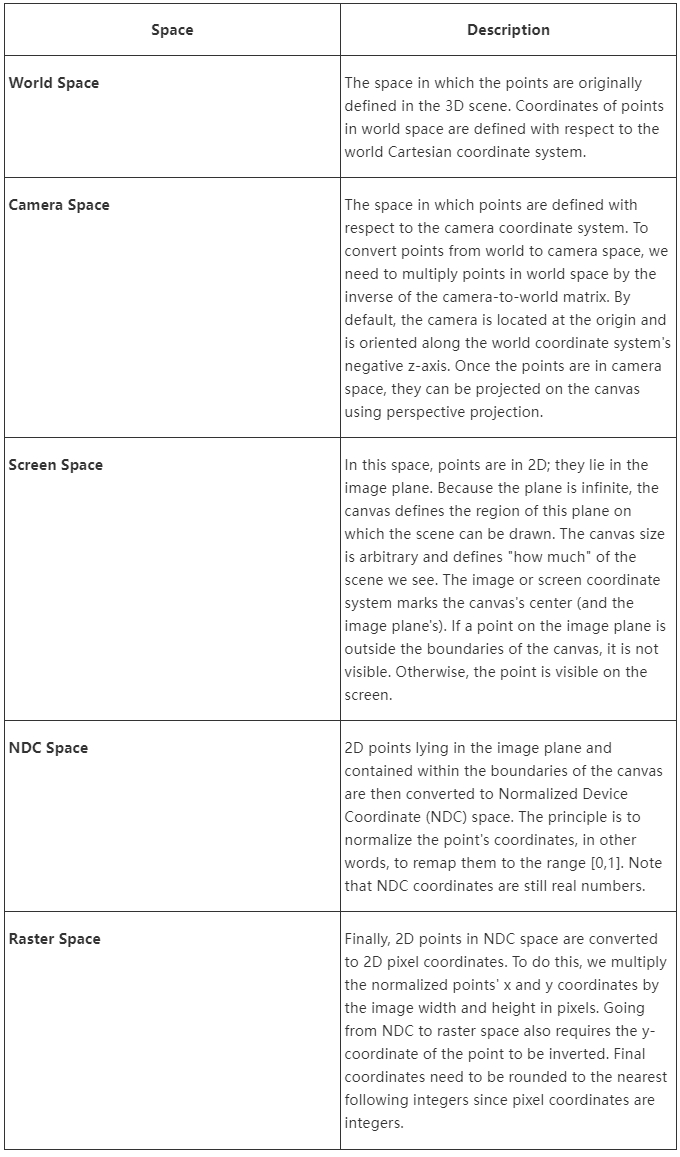 Space
Description
World Space
The space in which the points are originally
defined in the 3D scene. Coordinates of points
in world space are defined with respect to the
world Cartesian coordinate system.
Camera Space
The space in which points are defined with
respect to the camera coordinate system. To
convert points from world to camera space, we
need to multiply points in world space by the
inverse of the camera-to-world matrix. By
default, the camera is located at the origin and
is oriented along the world coordinate system's
negative z-axis. Once the points are in camera
space, they can be projected on the canvas
using perspective projection.
Screen Space
In this space, points are in 2D; they lie in the
image plane. Because the plane is infinite, the
canvas defines the region of this plane on
which the scene can be drawn. The canvas size
is arbitrary and defines "how much" of the
scene we see. The image or screen coordinate
system marks the canvas's center (and the
image plane's). If a point on the image plane is
outside the boundaries of the canvas, it is not
visible. Otherwise, the point is visible on the
screen.
NDC Space
2D points lying in the image plane and
contained within the boundaries of the canvas
are then converted to Normalized Device
Coordinate (NDC) space. The principle is to
normalize the point's coordinates, in other
words, to remap them to the range [0,1]. Note
that NDC coordinates are still real numbers.
Raster Space
Finally, 2D points in NDC space are converted
to 2D pixel coordinates. To do this, we multiply
the normalized points' x and y coordinates by
the image width and height in pixels. Going
from NDC to raster space also requires the y-
coordinate of the point to be inverted. Final
coordinates need to be rounded to the nearest
following integers since pixel coordinates are
integers.